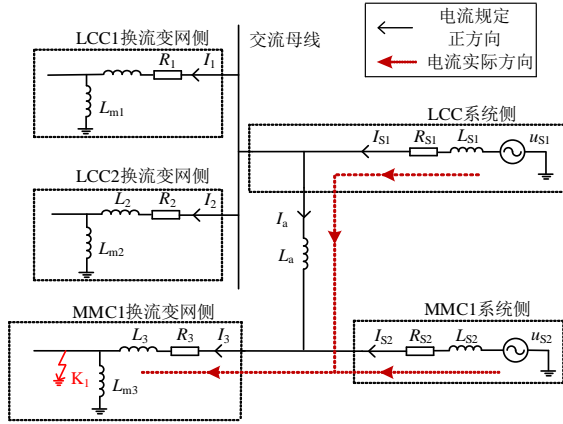 电流规定
正方向
电流实际方向
LCC1换流变网侧
交流母线
R1
I1
Lm1
LCC系统侧
IS1
RS1
LS1
uS1
LCC2换流变网侧
L2
R2
I2
Lm2
Ia
La
MMC1换流变网侧
L3
R3
I3
K1
Lm3
MMC1系统侧
IS2
RS2
LS2
uS2